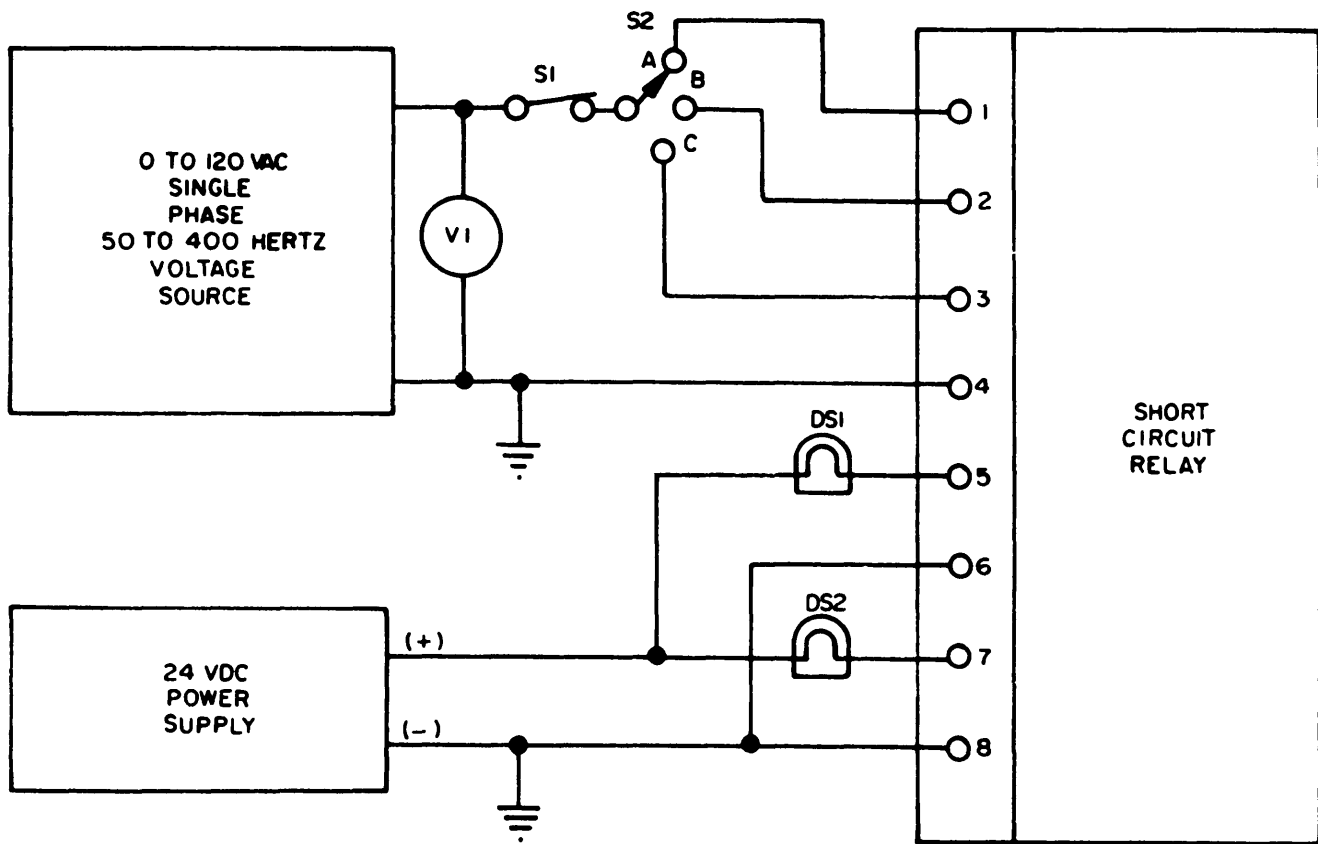 S2
A
S1
B
C
1
0 TO 120 VAC
SINGLE
PHASE
50 TO 400 HERTZ
VOLTAGE
SOURCE
V1
2
3
4
SHORT
CIRCUIT
RELAY
DS1
5
6
DS2
7
8
24 VDC
POWER
SUPPLY
(+)
(-)